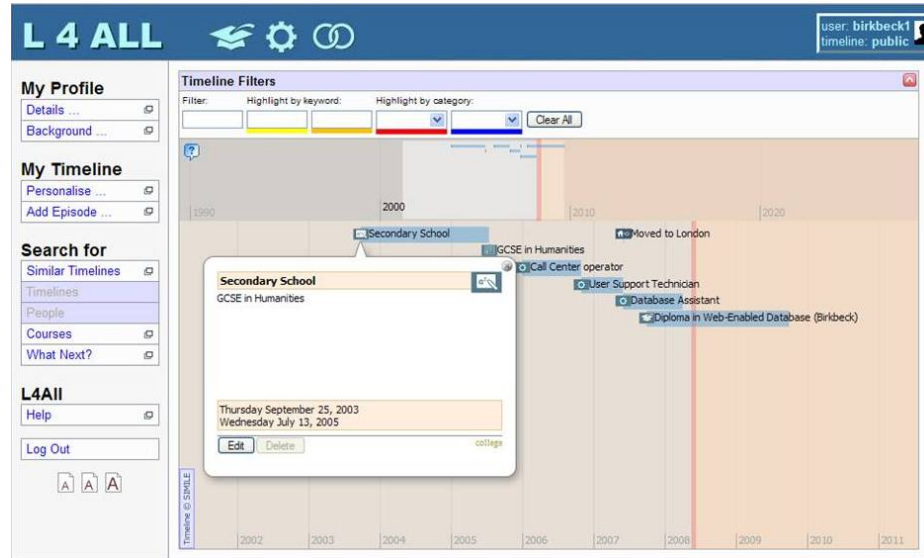 L 4 ALL
user: birkbeck1
timeline: public
My Profile
Details ...
Background ...
My Timeline
Personalise ...
Add Episode ...
Search for
Similar Timelines
Timelines
People
Courses
What Next?
L4All
Help
Log Out
A A A
Timeline Filters
Filter: Highlight by keyword: Highlight by category:
Clear All
?
1990 2000 2010 2020
Secondary School Moved to London
GCSE in Humanities
Call Center operator
User Support Technician
Database Assistant
Diploma in Web-Enabled Database (Birkbeck)
Secondary School
GCSE in Humanities
Thursday September 25, 2003
Wednesday July 13, 2005
Edit Delete college
Timeline © SIMILE
2002 2003 2004 2005 2006 2007 2008 2009 2010 2011